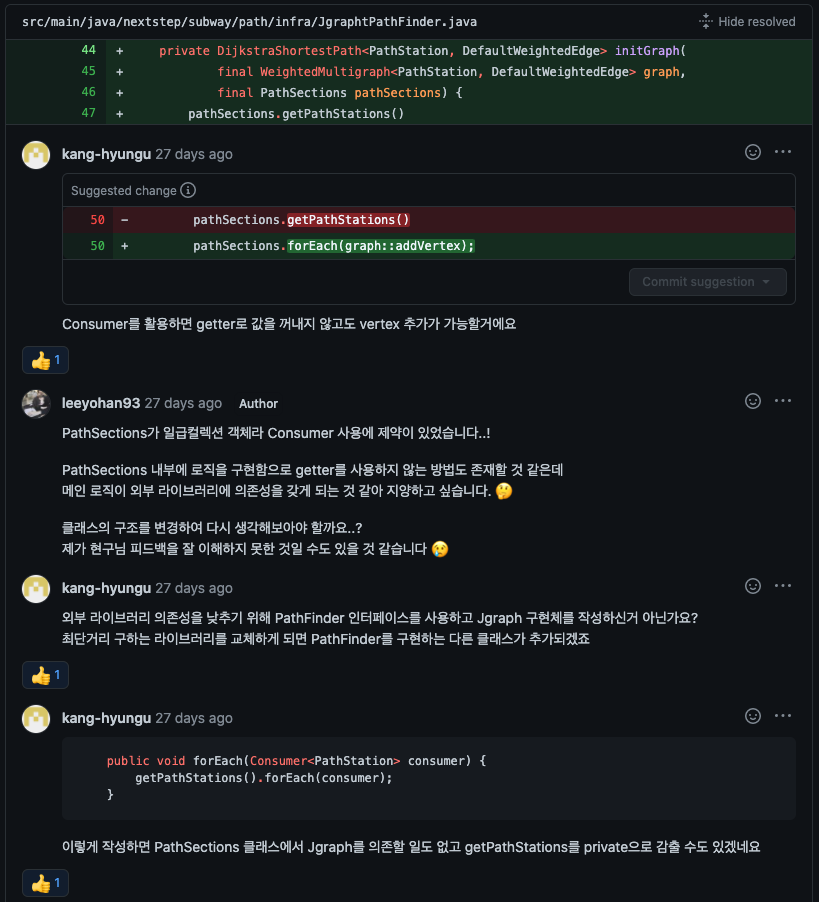 src/main/java/nextstep/subway/path/infra/JgraphtPathFinder.java
Hide resolved
44 + private DijkstraShortestPath<PathStation, DefaultWeightedEdge> initGraph(
45 + final WeightedMultigraph<PathStation, DefaultWeightedEdge> graph,
46 + final PathSections pathSections) {
47 + pathSections.getPathStations()
kang-hyungu 27 days ago
Suggested change
50 - pathSections.getPathStations()
50 + pathSections.forEach(graph::addVertex);
Commit suggestion
Consumer를 활용하면 getter로 값을 꺼내지 않고도 vertex 추가가 가능할거에요
👍 1
leeyohan93 27 days ago Author
PathSections가 일급컬렉션 객체라 Consumer 사용에 제약이 있었습니다..!
PathSections 내부에 로직을 구현함으로 getter를 사용하지 않는 방법도 존재할 것 같은데
메인 로직이 외부 라이브러리에 의존성을 갖게 되는 것 같아 지양하고 싶습니다. 🤔
클래스의 구조를 변경하여 다시 생각해보아야 할까요..?
제가 현구님 피드백을 잘 이해하지 못한 것일 수도 있을 것 같습니다 😢
kang-hyungu 27 days ago
외부 라이브러리 의존성을 낮추기 위해 PathFinder 인터페이스를 사용하고 Jgraph 구현체를 작성하신거 아닌가요?
최단거리 구하는 라이브러리를 교체하게 되면 PathFinder를 구현하는 다른 클래스가 추가되겠죠
👍 1
kang-hyungu 27 days ago
public void forEach(Consumer<PathStation> consumer) {
getPathStations().forEach(consumer);
}
이렇게 작성하면 PathSections 클래스에서 Jgraph를 의존할 일도 없고 getPathStations를 private으로 감출 수도 있겠네요
👍 1